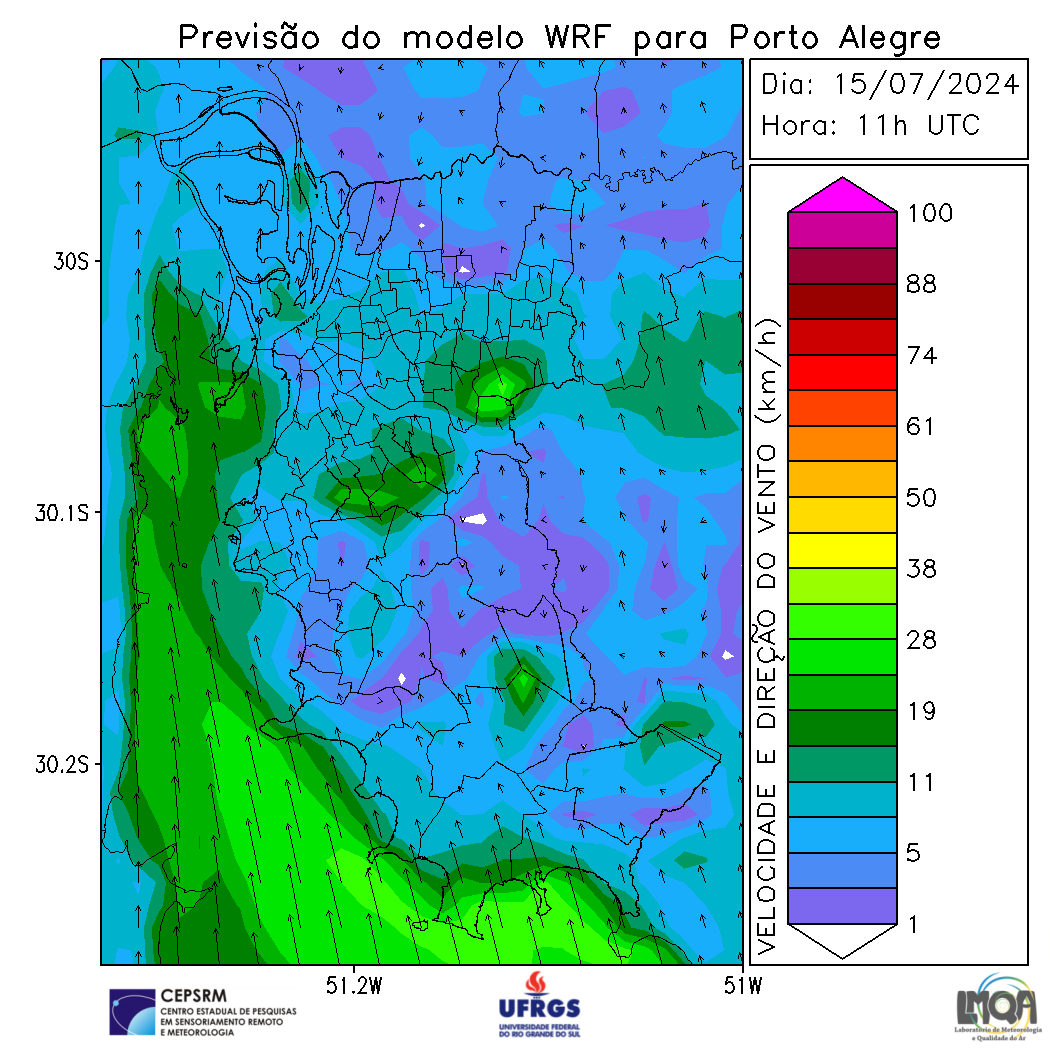 Previsão do modelo WRF para Porto Alegre
Dia: 15/07/2024
Hora: 11h UTC
30S
30.1S
30.2S
51.2W
51W
VELOCIDADE E DIREÇÃO DO VENTO (km/h)
100
88
74
61
50
38
28
19
11
5
1
CEPSRM
CENTRO ESTADUAL DE PESQUISAS
EM SENSORIAMENTO REMOTO
E METEOROLOGIA
UFRGS
UNIVERSIDADE FEDERAL
DO RIO GRANDE DO SUL
LMQA
Laboratório de Meteorologia
e Qualidade do Ar